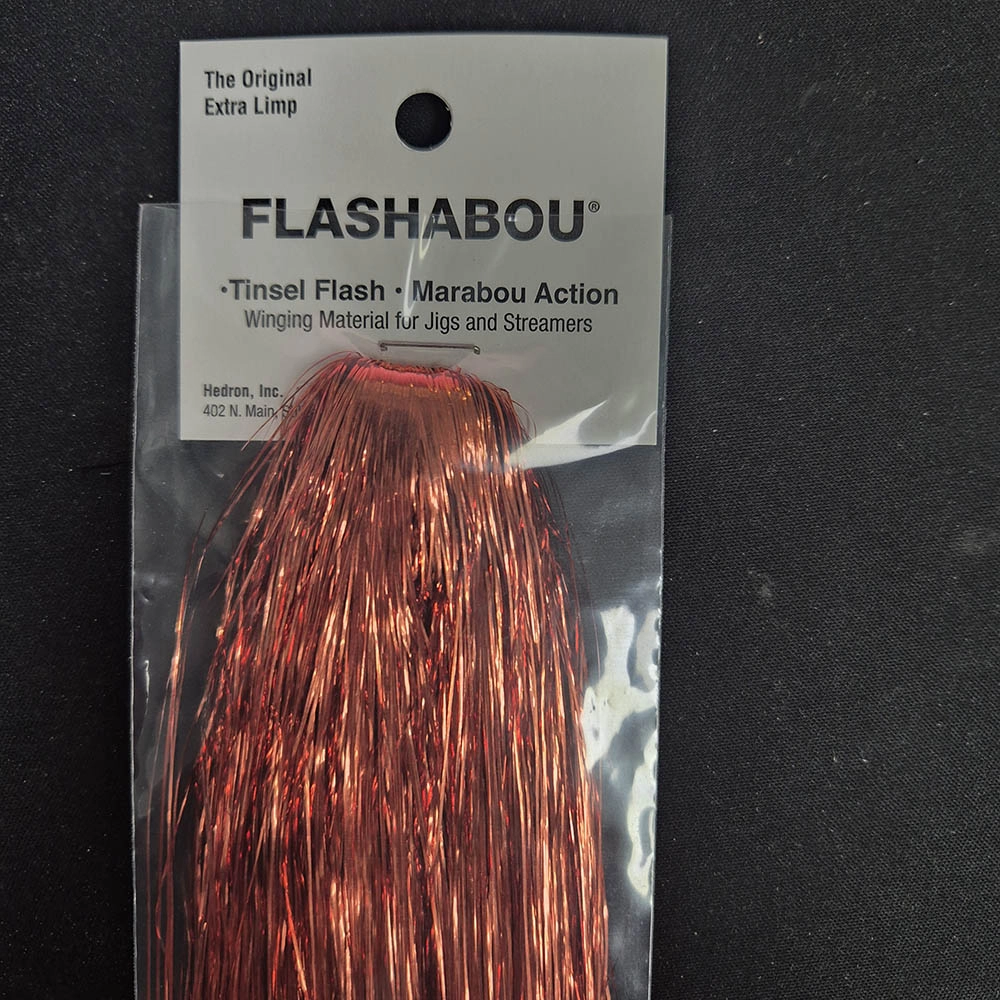 The Original
Extra Limp
FLASHABOU®
•Tinsel Flash • Marabou Action
Winging Material for Jigs and Streamers
Hedron, Inc.
402 N. Main,